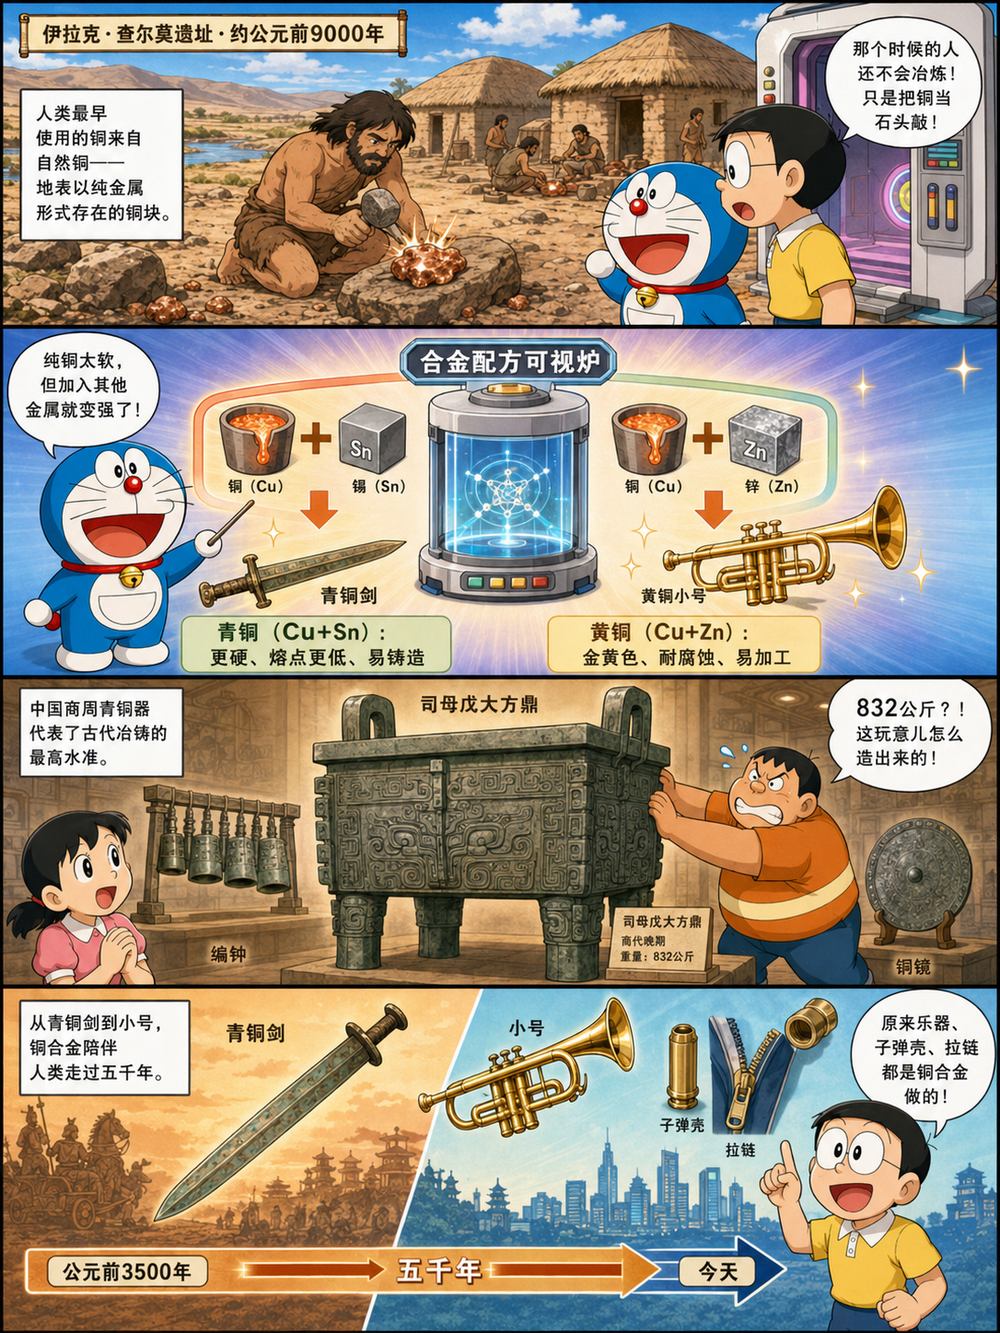 伊拉克·查尔莫遗址·约公元前9000年
人类最早
使用的铜来自
自然铜——
地表以纯金属
形式存在的铜块。
那个时候的人
还不会冶炼！
只是把铜当
石头敲！
纯铜太软，
但加入其他
金属就变强了！
合金配方可视炉
Sn
铜（Cu）
锡（Sn）
青铜剑
青铜（Cu+Sn）：
更硬、熔点更低、易铸造
Zn
铜（Cu）
锌（Zn）
黄铜小号
黄铜（Cu+Zn）：
金黄色、耐腐蚀、易加工
中国商周青铜器
代表了古代冶铸的
最高水准。
司母戊大方鼎
832公斤？！
这玩意儿怎么
造出来的！
编钟
司母戊大方鼎
商代晚期
重量：832公斤
铜镜
从青铜剑到小号，
铜合金陪伴
人类走过五千年。
青铜剑
小号
子弹壳
拉链
原来乐器、
子弹壳、拉链
都是铜合金
做的！
公元前3500年
五千年
今天